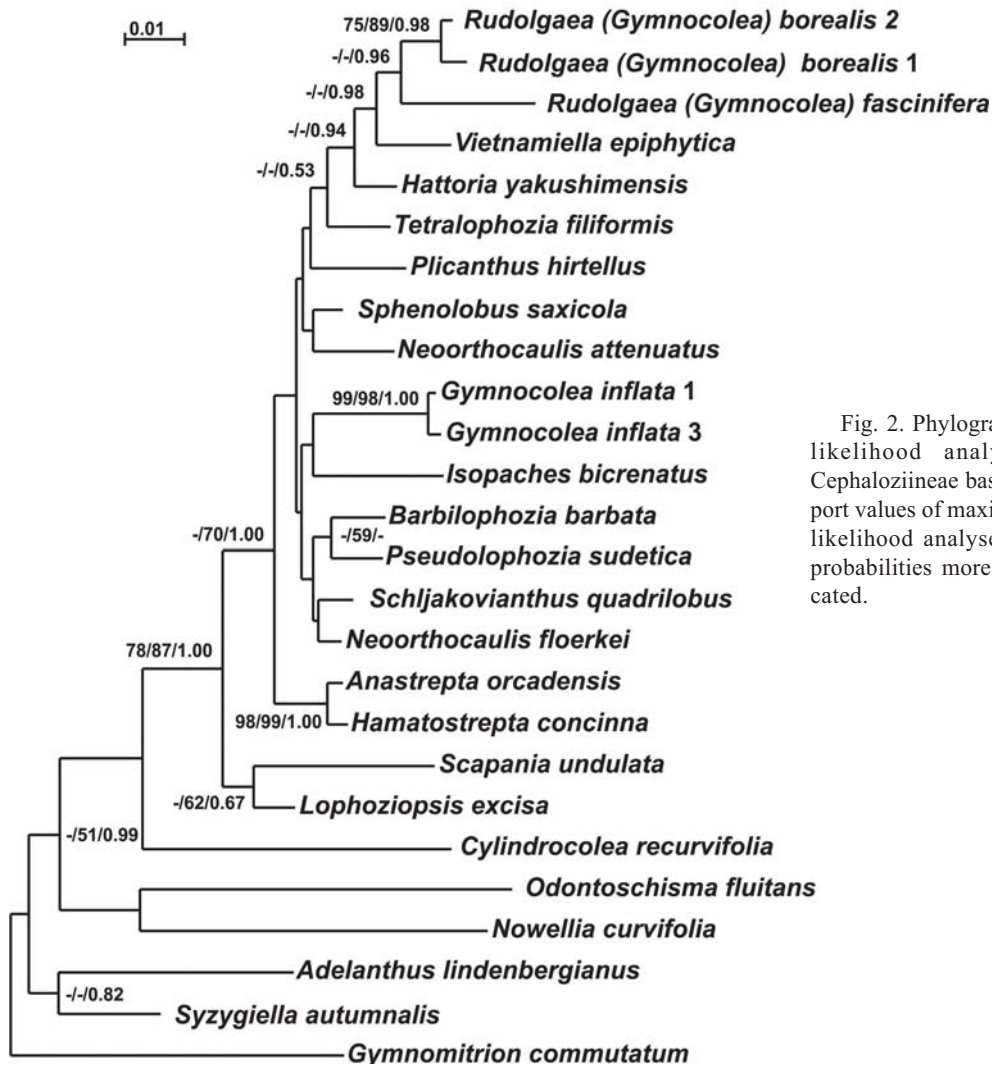 0.01
75/89/0.98
Rudolgaea (Gymnocolea) borealis 2
-/-/0.96
Rudolgaea (Gymnocolea) borealis 1
-/-/0.98
Rudolgaea (Gymnocolea) fascinifera
-/-/0.94
Vietnamiella epiphytica
-/-/0.53
Hattoria yakushimensis
Tetralophozia filiformis
Plicanthus hirtellus
Sphenolobus saxicola
Neoorthocaulis attenuatus
99/98/1.00
Gymnocolea inflata 1
Gymnocolea inflata 3
Isopaches bicrenatus
Barbilophozia barbata
-/59/-
Pseudolophozia sudetica
-/70/1.00
Schljakovianthus quadrilobus
Neoorthocaulis floerkei
78/87/1.00
Anastrepta orcadensis
98/99/1.00
Hamatostrepta concinna
Scapania undulata
-/62/0.67
Lophoziopsis excisa
-/51/0.99
Cylindrocolea recurvifolia
Odontoschisma fluitans
Nowellia curvifolia
Adelanthus lindenbergianus
-/-/0.82
Syzygiella autumnalis
Gymnomitrion commutatum
Fig. 2. Phylogra
likelihood analy
Cephaloziineae bas
port values of maxi
likelihood analyse
probabilities more
cated.